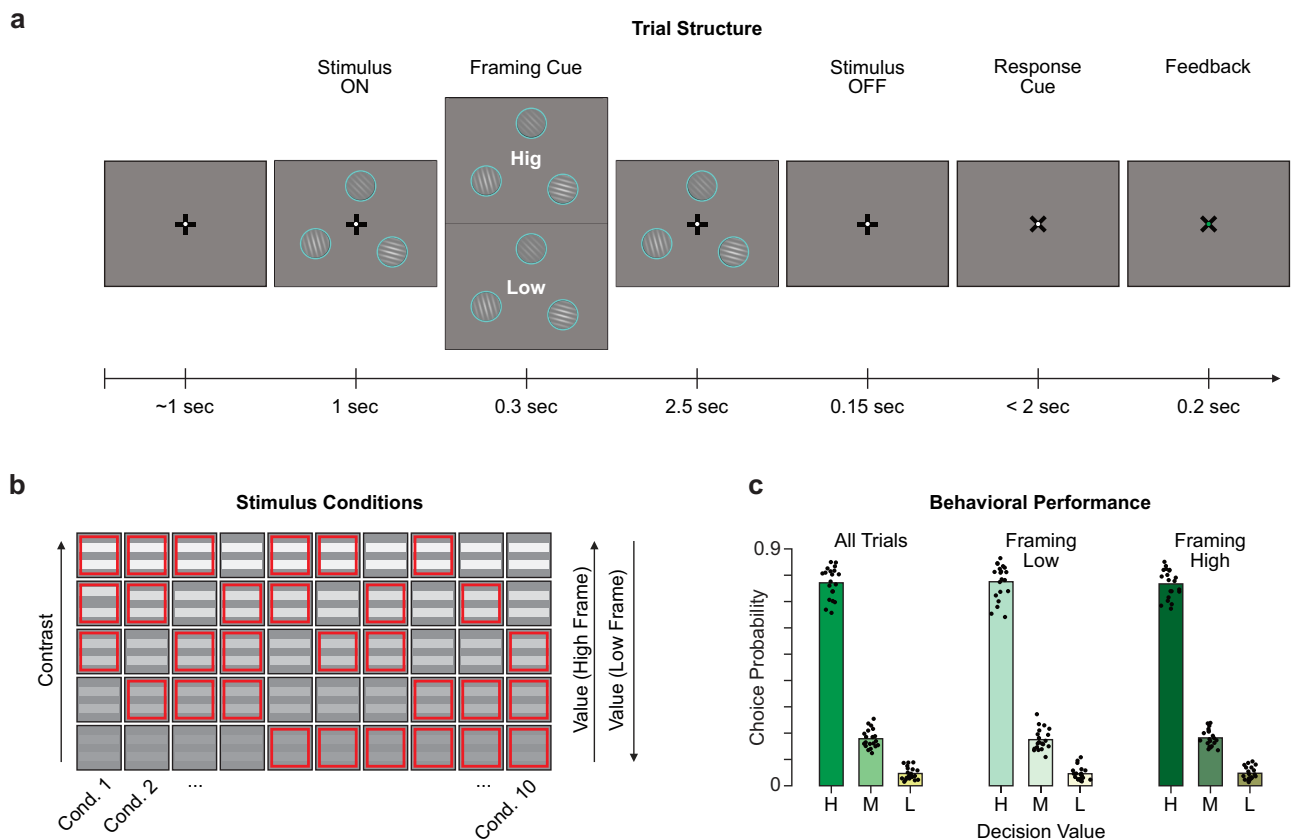 a
Trial Structure
Stimulus
ON
Framing Cue
Stimulus
OFF
Response
Cue
Feedback
Hig
Low
~1 sec
1 sec
0.3 sec
2.5 sec
0.15 sec
< 2 sec
0.2 sec
b
Stimulus Conditions
Contrast
Value (High Frame)
Value (Low Frame)
Cond. 1
Cond. 2
...
...
Cond. 10
c
Behavioral Performance
All Trials
Framing
Low
Framing
High
Choice Probability
0.9
0
H M L
H M L
H M L
Decision Value